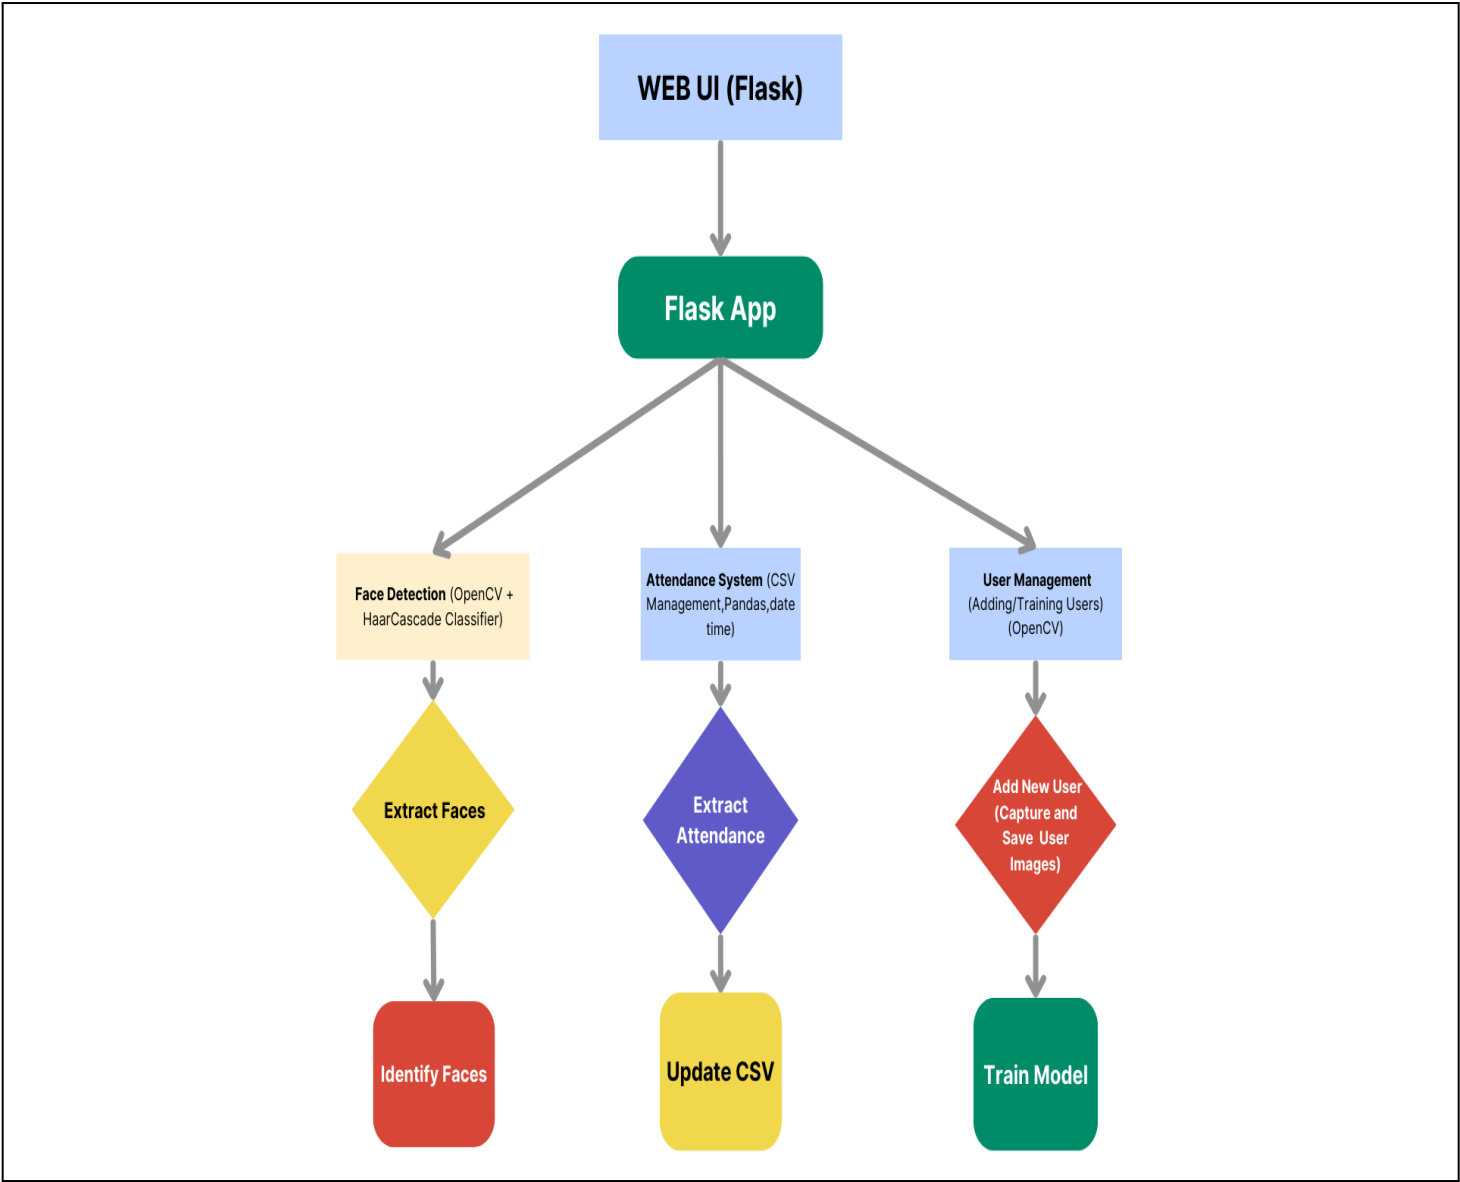 WEB UI (Flask)
Flask App
Face Detection (OpenCV +
HaarCascade Classifier)
Attendance System (CSV
Management,Pandas,date
time)
User Management
(Adding/Training Users)
(OpenCV)
Extract Faces
Extract
Attendance
Add New User
(Capture and
Save User
Images)
Identify Faces
Update CSV
Train Model